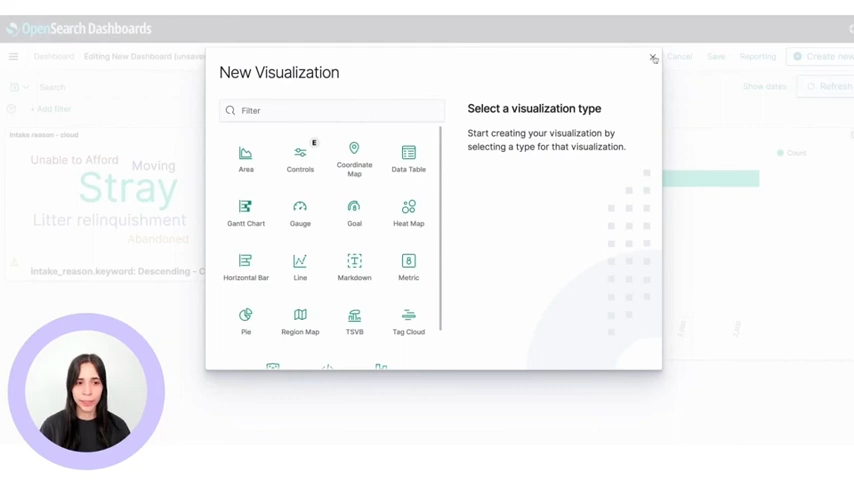 OpenSearch Dashboards
Dashboard
Editing New Dashboard (unsaved
Cancel
Save
Reporting
Create new
Search
Show dates
Refresh
+ Add filter
Intake reason - cloud
Unable to Afford
Moving
Stray
Litter relinquishment
Abandoned
intake_reason.keyword: Descending - C
Count
New Visualization
Filter
Select a visualization type
Start creating your visualization by
selecting a type for that visualization.
E
Area
Controls
Coordinate
Map
Data Table
Gantt Chart
Gauge
Goal
Heat Map
Horizontal Bar
Line
Markdown
Metric
Pie
Region Map
TSVB
Tag Cloud